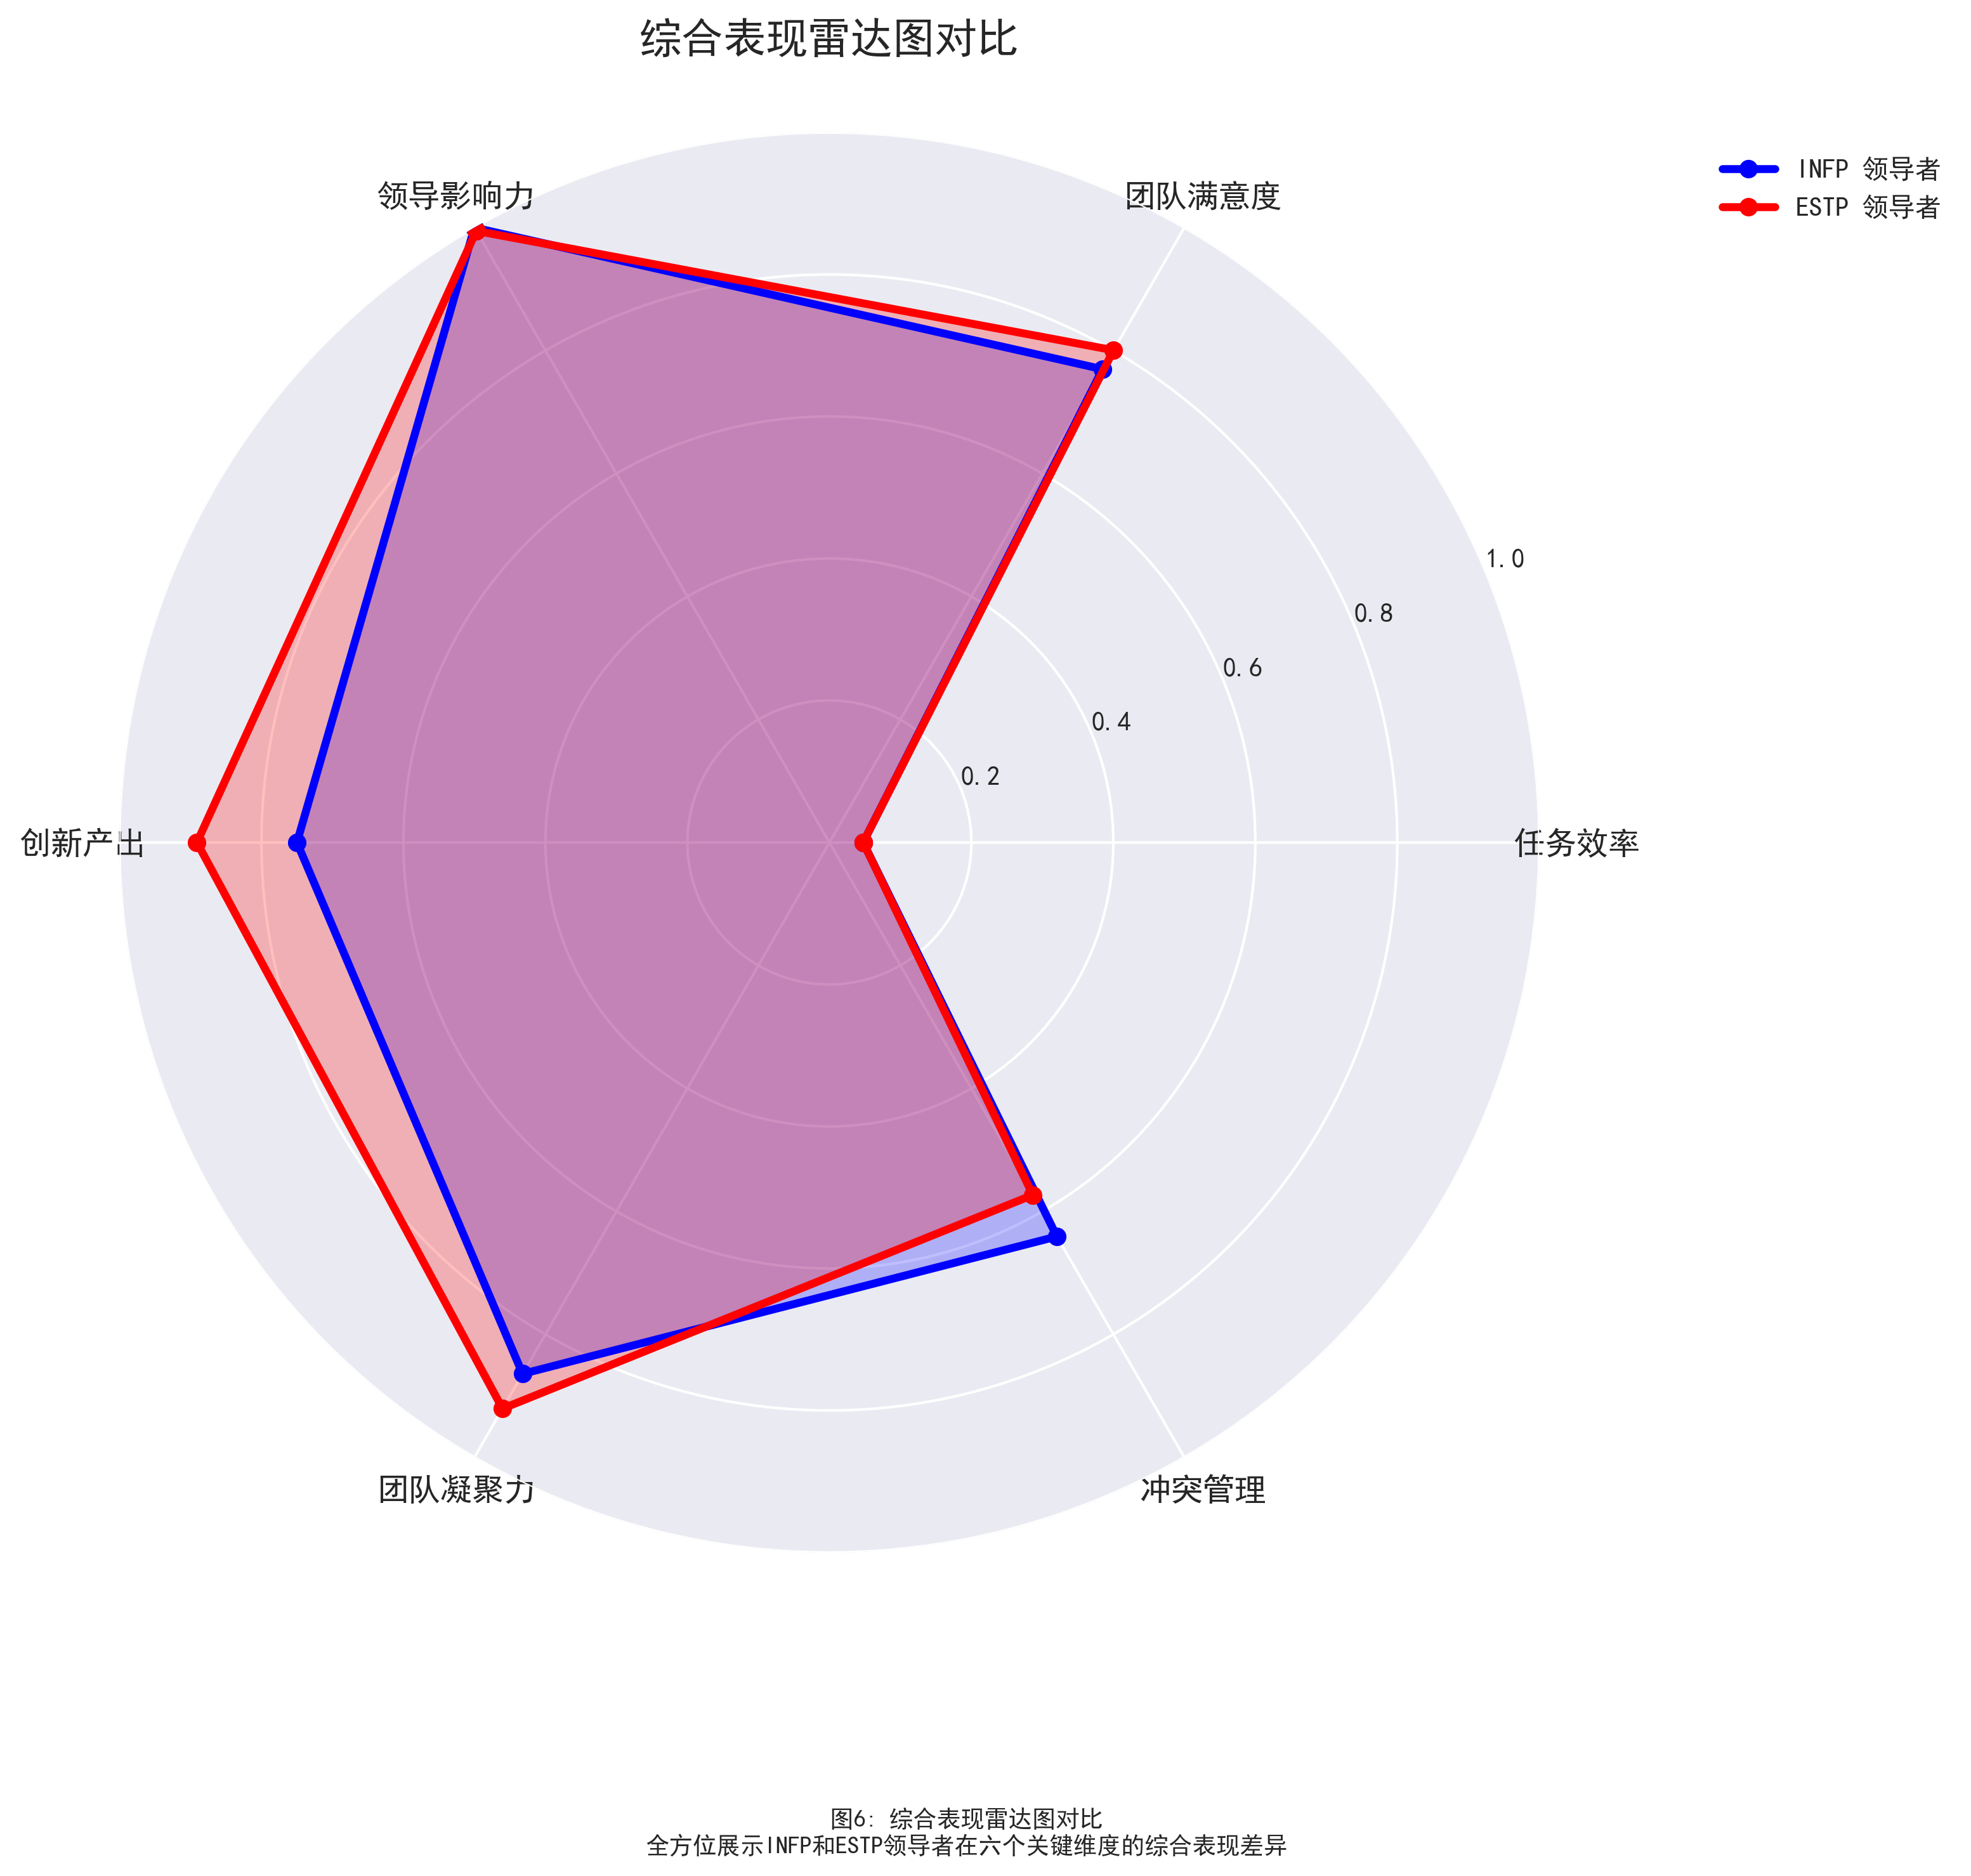 综合表现雷达图对比
INFP 领导者
ESTP 领导者
领导影响力
团队满意度
1.0
0.8
0.6
0.4
0.2
创新产出
任务效率
团队凝聚力
冲突管理
图6: 综合表现雷达图对比
全方位展示INFP和ESTP领导者在六个关键维度的综合表现差异